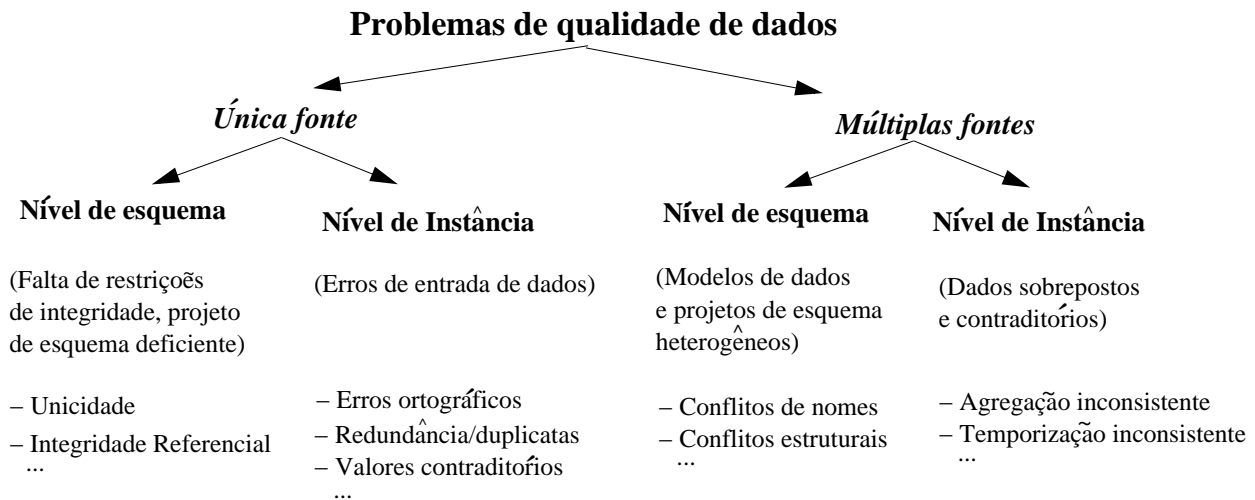 Problemas de qualidade de dados
Única fonte
Múltiplas fontes
Nível de esquema
Nível de Instância
Nível de esquema
Nível de Instância
(Falta de restrições
de integridade, projeto
de esquema deficiente)
(Erros de entrada de dados)
(Modelos de dados
e projetos de esquema
heterogêneos)
(Dados sobrepostos
e contraditórios)
– Unicidade
– Integridade Referencial
...
– Erros ortográficos
– Redundância/duplicatas
– Valores contraditórios
...
– Conflitos de nomes
– Conflitos estruturais
...
– Agregação inconsistente
– Temporização inconsistente
...